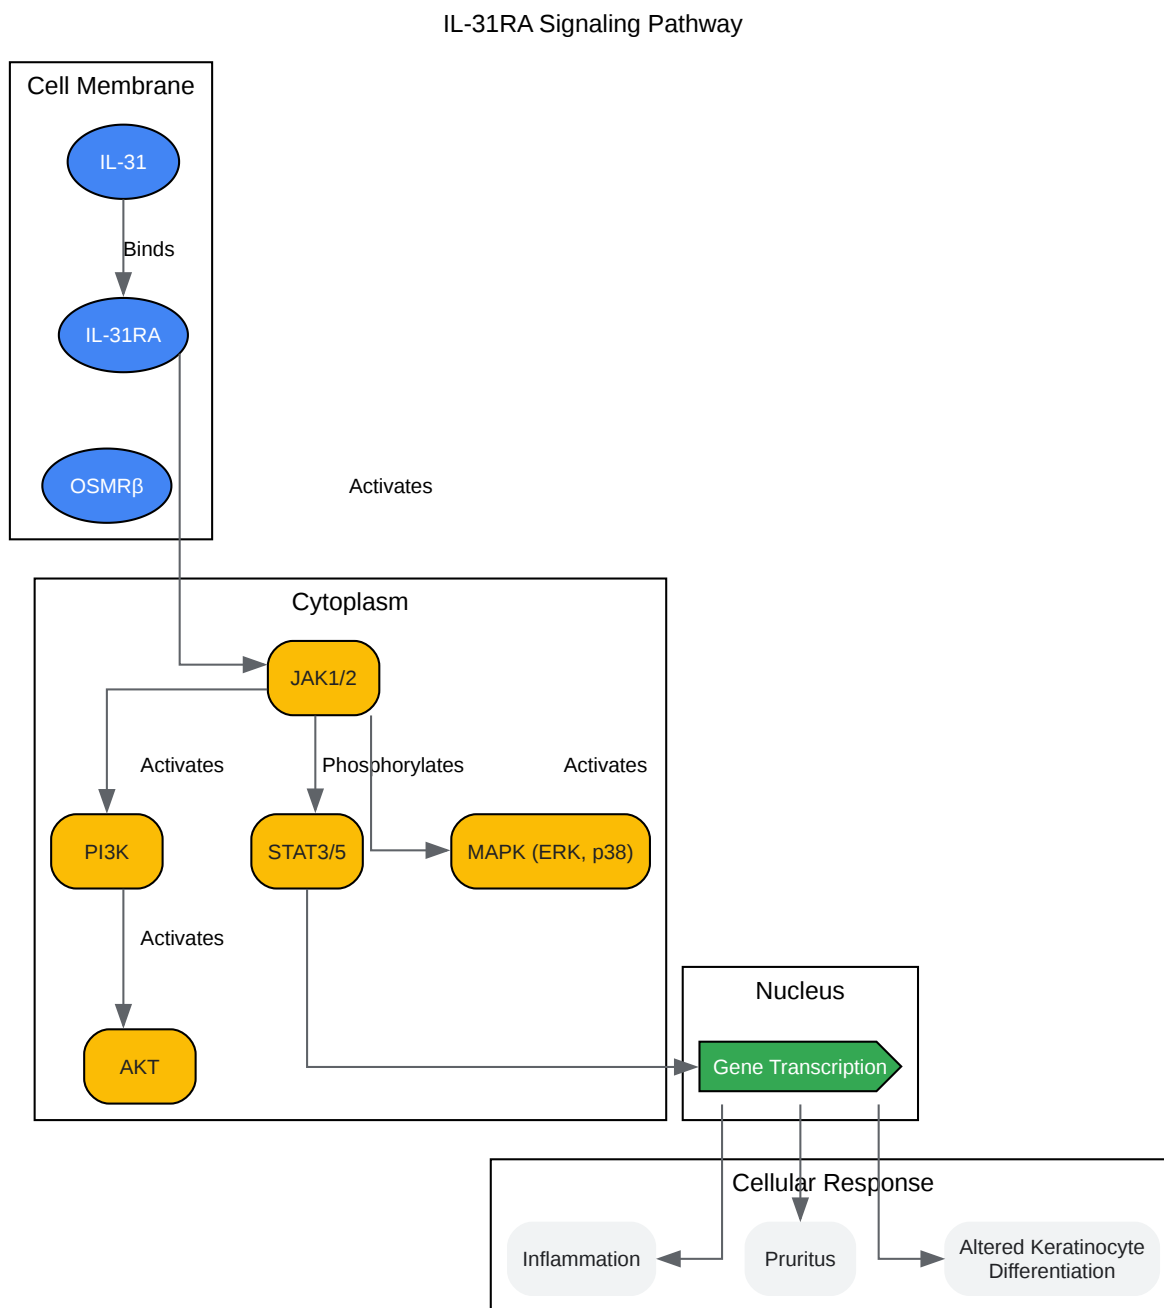 IL-31RA Signaling Pathway
Cell Membrane
IL-31
Binds
IL-31RA
OSMRβ
Activates
Cytoplasm
JAK1/2
Activates
Phosphorylates
Activates
PI3K
STAT3/5
MAPK (ERK, p38)
Activates
AKT
Nucleus
Gene Transcription
Cellular Response
Inflammation
Pruritus
Altered Keratinocyte
Differentiation